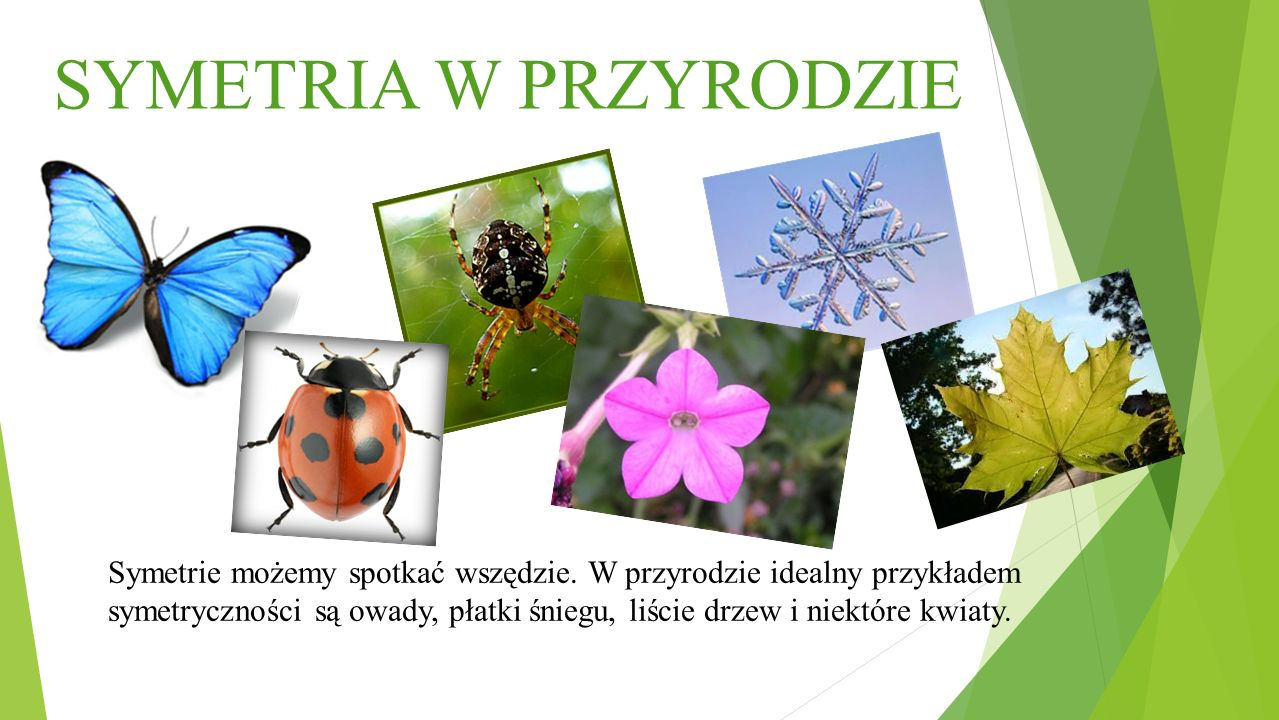 SYMETRIA W PRZYRODZIE
Symetrie możemy spotkać wszędzie. W przyrodzie idealny przykładem
symetryczności są owady, płatki śniegu, liście drzew i niektóre kwiaty.